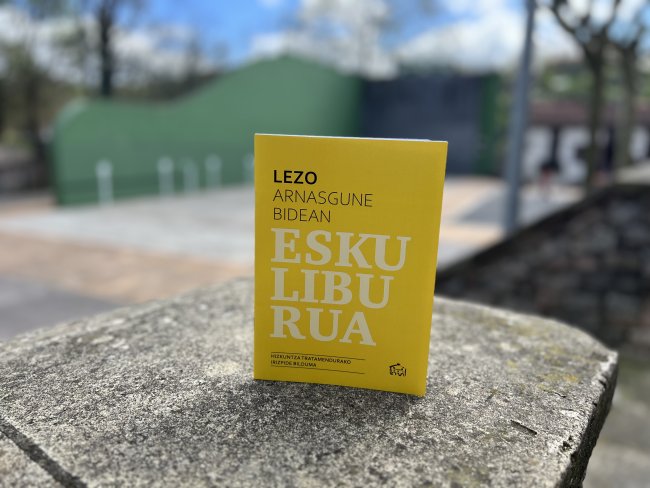 LEZO
ARNASGUNE
BIDEAN
ESKU
LIBU
RUA
HIZKUNTZA TRATAMENDURAKO
IRIZPIDE BILDUMA